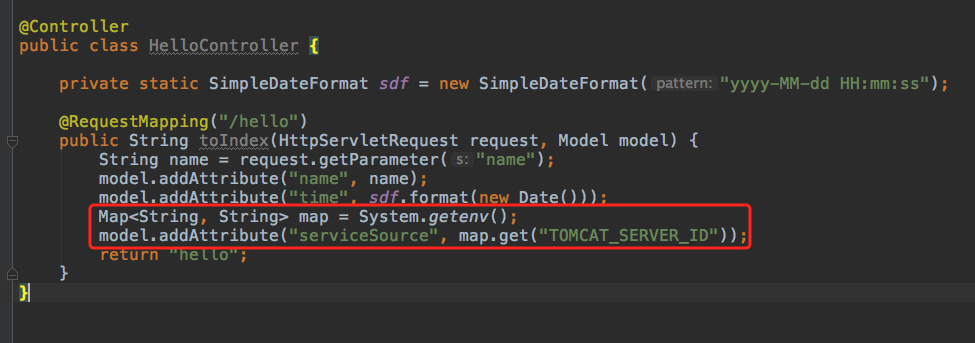 @Controller
public class HelloController {
private static SimpleDateFormat sdf = new SimpleDateFormat( pattern: "yyyy-MM-dd HH:mm:ss");
@RequestMapping("/hello")
public String toIndex(HttpServletRequest request, Model model) {
String name = request.getParameter( s: "name");
model.addAttribute("name", name);
model.addAttribute("time", sdf.format(new Date()));
Map<String, String> map = System.getenv();
model.addAttribute("serviceSource", map.get("TOMCAT_SERVER_ID"));
return "hello";
}
}